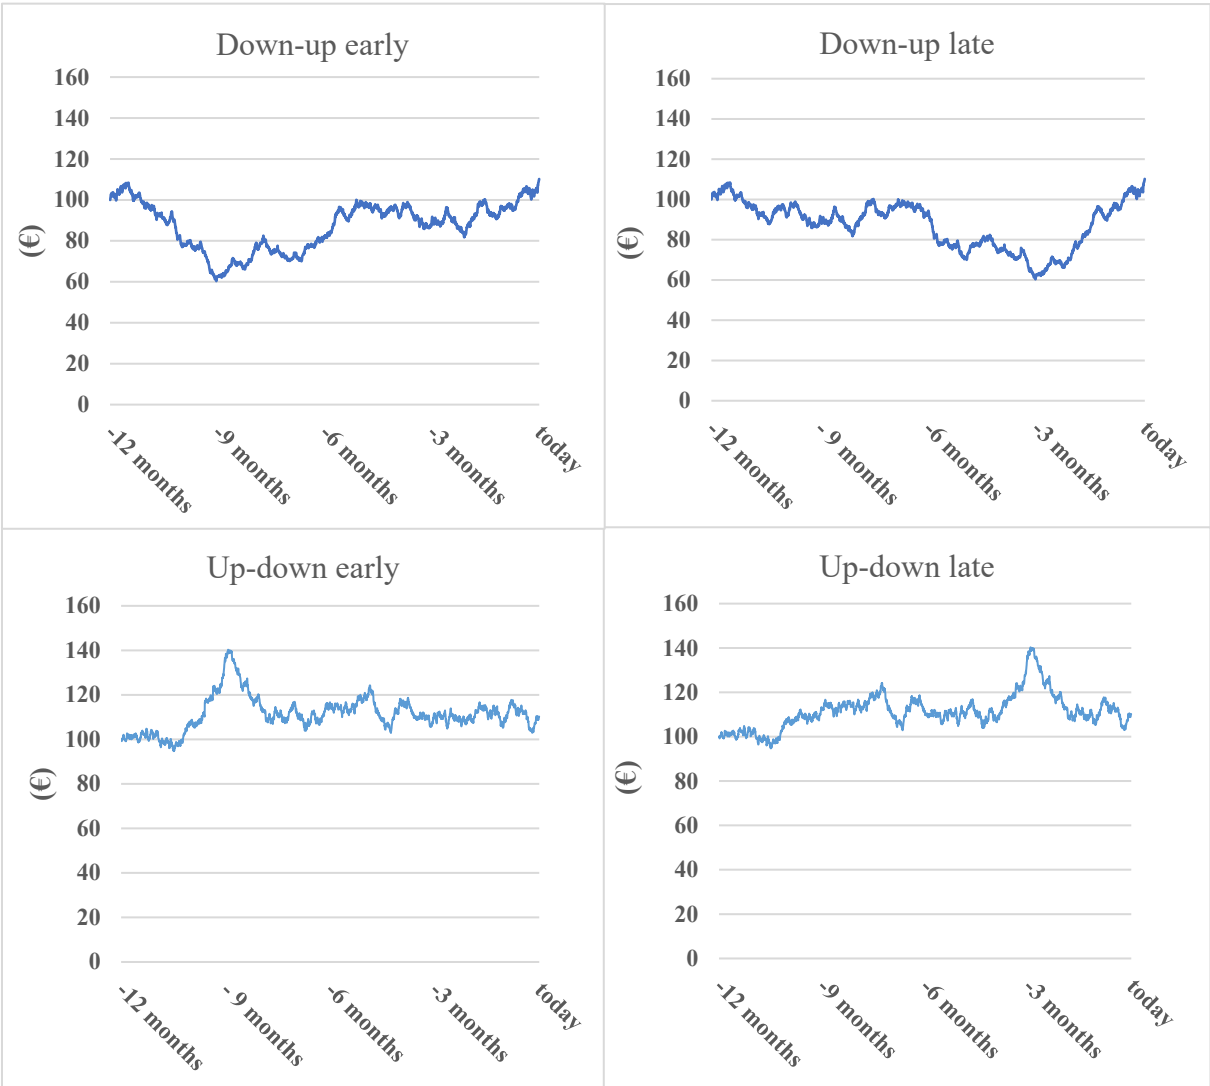 Down-up early
160
140
120
100
80
60
40
20
0
(€)
-12 months
-9 months
-6 months
-3 months
today
Down-up late
160
140
120
100
80
60
40
20
0
(€)
-12 months
- 9 months
-6 months
-3 months
today
Up-down early
160
140
120
100
80
60
40
20
0
(€)
-12 months
- 9 months
-6 months
-3 months
today
Up-down late
160
140
120
100
80
60
40
20
0
(€)
-12 months
-9 months
-6 months
-3 months
today